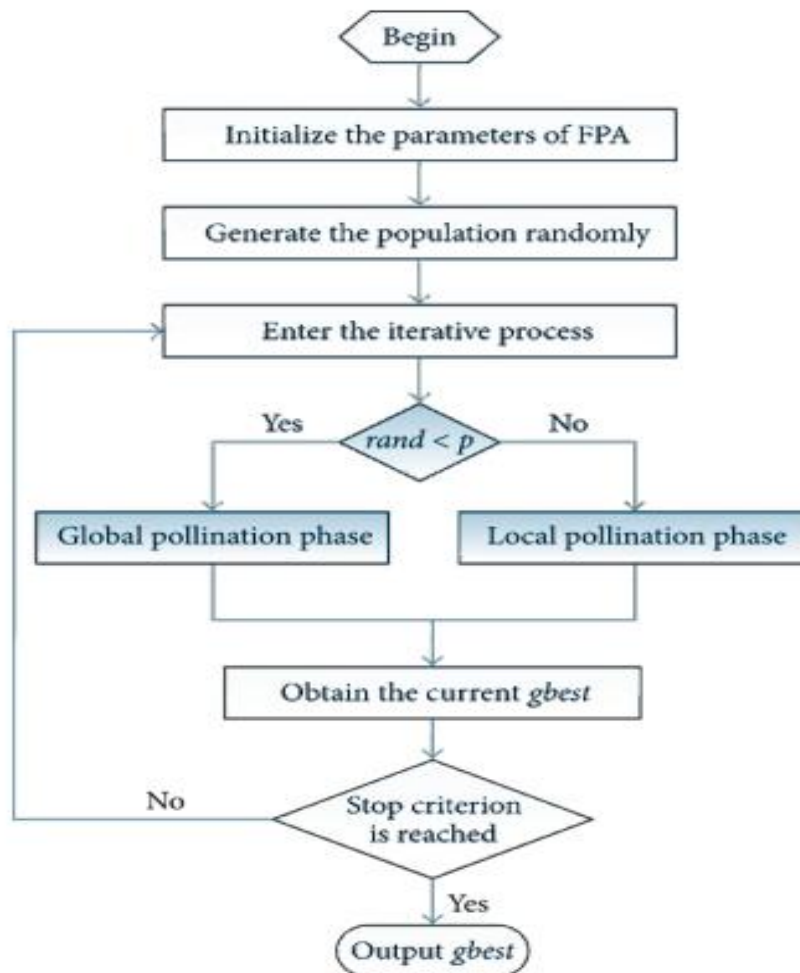 Begin
Initialize the parameters of FPA
Generate the population randomly
Enter the iterative process
Yes
rand < p
No
Global pollination phase
Local pollination phase
Obtain the current gbest
No
Stop criterion
is reached
Yes
Output gbest